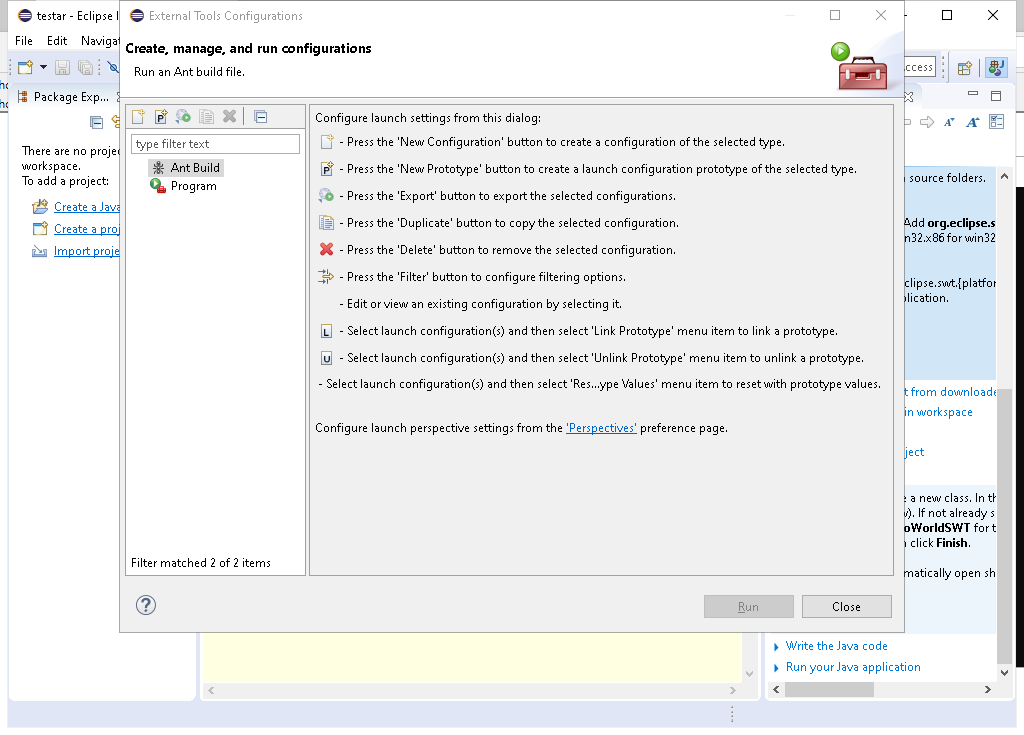 testar - Eclipse I
External Tools Configurations
File Edit Navigat
Create, manage, and run configurations
Run an Ant build file.
ccess
Package Exp...
There are no projec
workspace.
To add a project:
Create a Java
Create a proj
Import proje
type filter text
Ant Build
Program
Filter matched 2 of 2 items
Configure launch settings from this dialog:
- Press the 'New Configuration' button to create a configuration of the selected type.
- Press the 'New Prototype' button to create a launch configuration prototype of the selected type.
- Press the 'Export' button to export the selected configurations.
- Press the 'Duplicate' button to copy the selected configuration.
- Press the 'Delete' button to remove the selected configuration.
- Press the 'Filter' button to configure filtering options.
- Edit or view an existing configuration by selecting it.
L - Select launch configuration(s) and then select 'Link Prototype' menu item to link a prototype.
U - Select launch configuration(s) and then select 'Unlink Prototype' menu item to unlink a prototype.
- Select launch configuration(s) and then select 'Res...ype Values' menu item to reset with prototype values.
Configure launch perspective settings from the 'Perspectives' preference page.
Run Close
source folders.
Add org.eclipse.s
n32.x86 for win32
clipse.swt.{platfor
plication.
t from downloade
in workspace
ject
e a new class. In th
v). If not already s
oWorldSWT for t
click Finish.
matically open sh
Write the Java code
Run your Java application